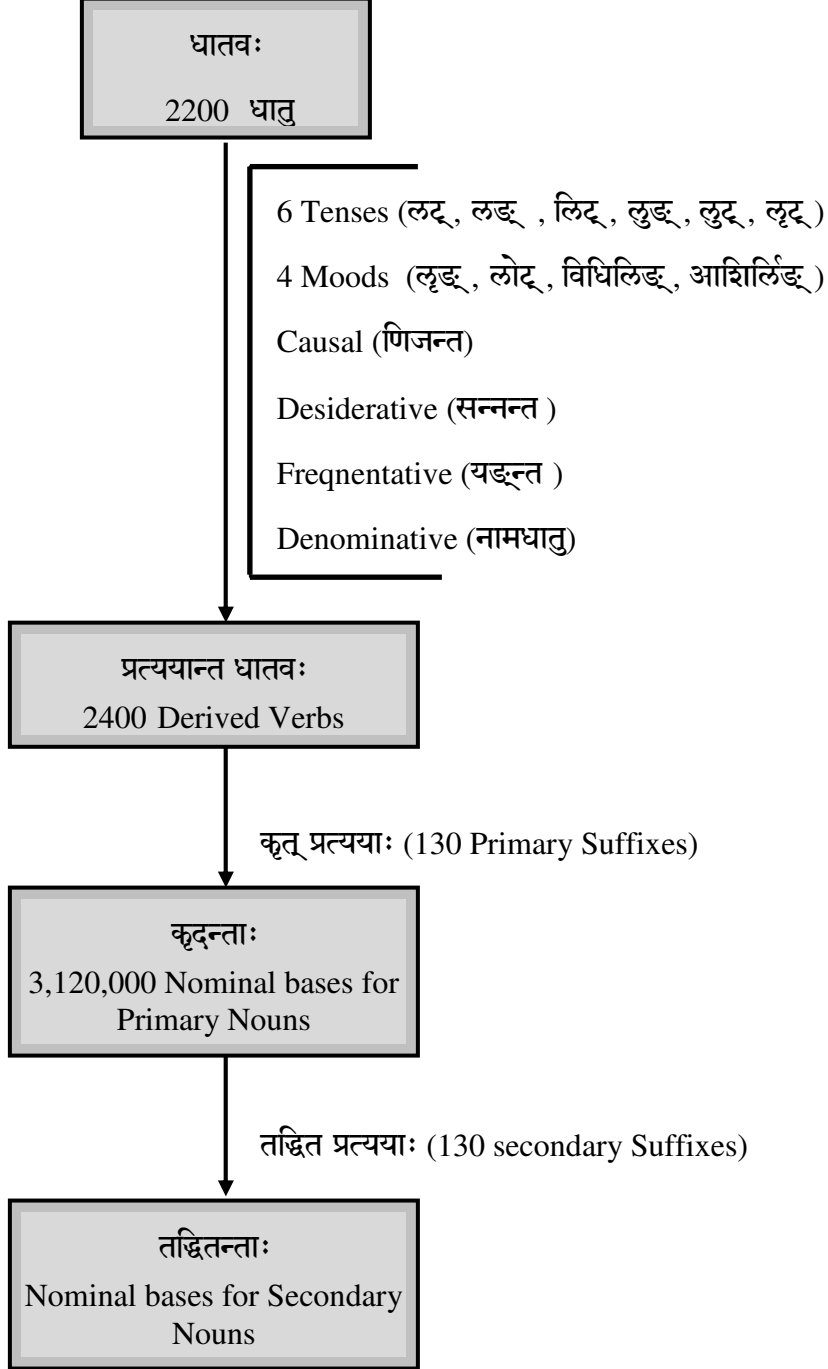 धातवः
2200 धातु
6 Tenses (लट् , लङ् , लिट् , लुङ् , लुट् , लृट् )
4 Moods (लृङ् , लोट् , विधिलिङ् , आशिर्लिङ् )
Causal (णिजन्त)
Desiderative (सन्नन्त )
Freqnentative (यङ्न्त )
Denominative (नामधातु)
प्रत्ययान्त धातवः
2400 Derived Verbs
कृत् प्रत्ययाः (130 Primary Suffixes)
कृदन्ताः
3,120,000 Nominal bases for
Primary Nouns
तद्धित प्रत्ययाः (130 secondary Suffixes)
तद्धितन्ताः
Nominal bases for Secondary
Nouns